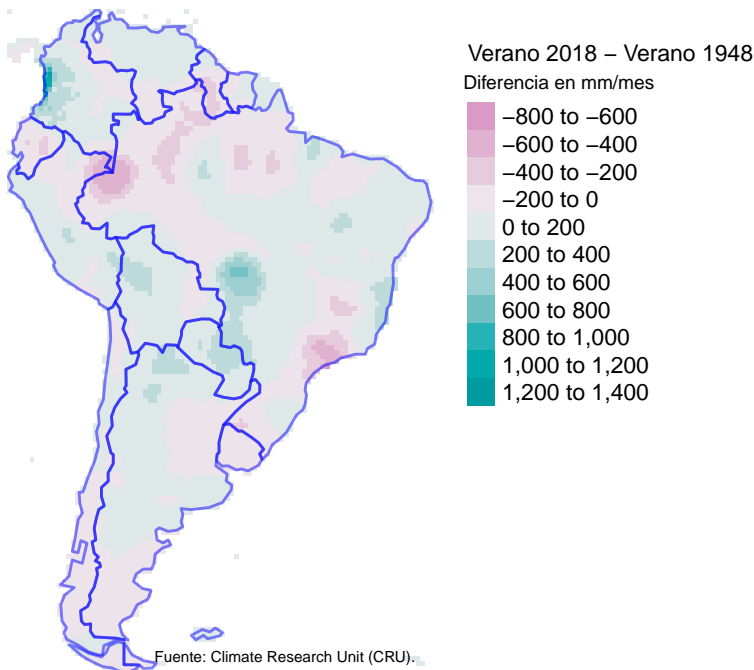 Verano 2018 − Verano 1948
Diferencia en mm/mes
−800 to −600
−600 to −400
−400 to −200
−200 to 0
0 to 200
200 to 400
400 to 600
600 to 800
800 to 1,000
1,000 to 1,200
1,200 to 1,400
Fuente: Climate Research Unit (CRU).